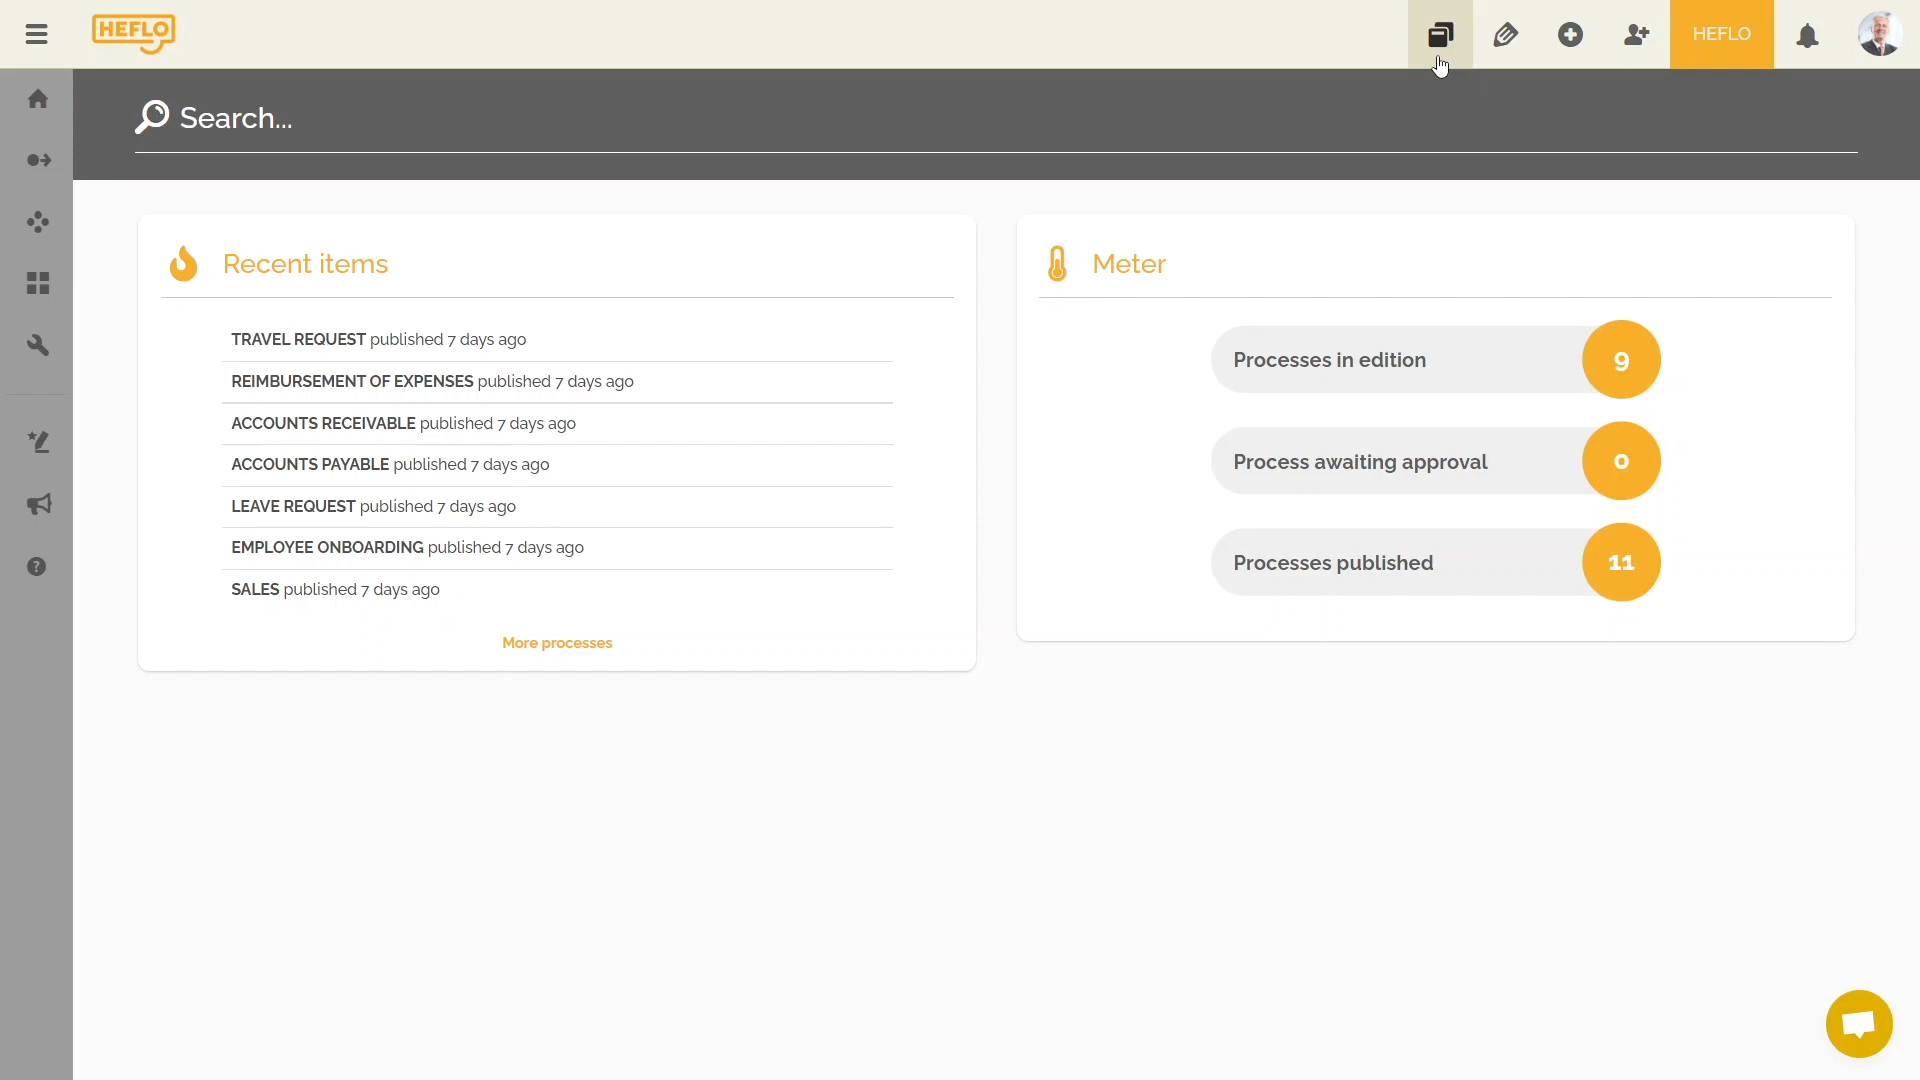 HEFLO
HEFLO
Search...
Recent items
TRAVEL REQUEST published 7 days ago
REIMBURSEMENT OF EXPENSES published 7 days ago
ACCOUNTS RECEIVABLE published 7 days ago
ACCOUNTS PAYABLE published 7 days ago
LEAVE REQUEST published 7 days ago
EMPLOYEE ONBOARDING published 7 days ago
SALES published 7 days ago
More processes
Meter
Processes in edition 9
Process awaiting approval 0
Processes published 11